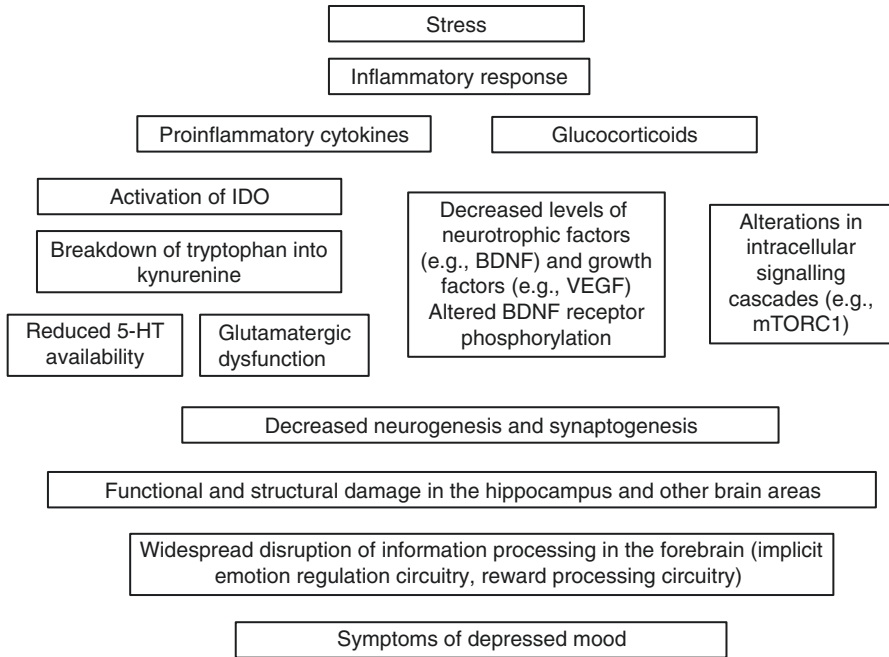 Stress
Inflammatory response
Proinflammatory cytokines
Glucocorticoids
Activation of IDO
Breakdown of tryptophan into
kynurenine
Reduced 5-HT
availability
Glutamatergic
dysfunction
Decreased levels of
neurotrophic factors
(e.g., BDNF) and growth
factors (e.g., VEGF)
Altered BDNF receptor
phosphorylation
Alterations in
intracellular
signalling
cascades (e.g.,
mTORC1)
Decreased neurogenesis and synaptogenesis
Functional and structural damage in the hippocampus and other brain areas
Widespread disruption of information processing in the forebrain (implicit
emotion regulation circuitry, reward processing circuitry)
Symptoms of depressed mood